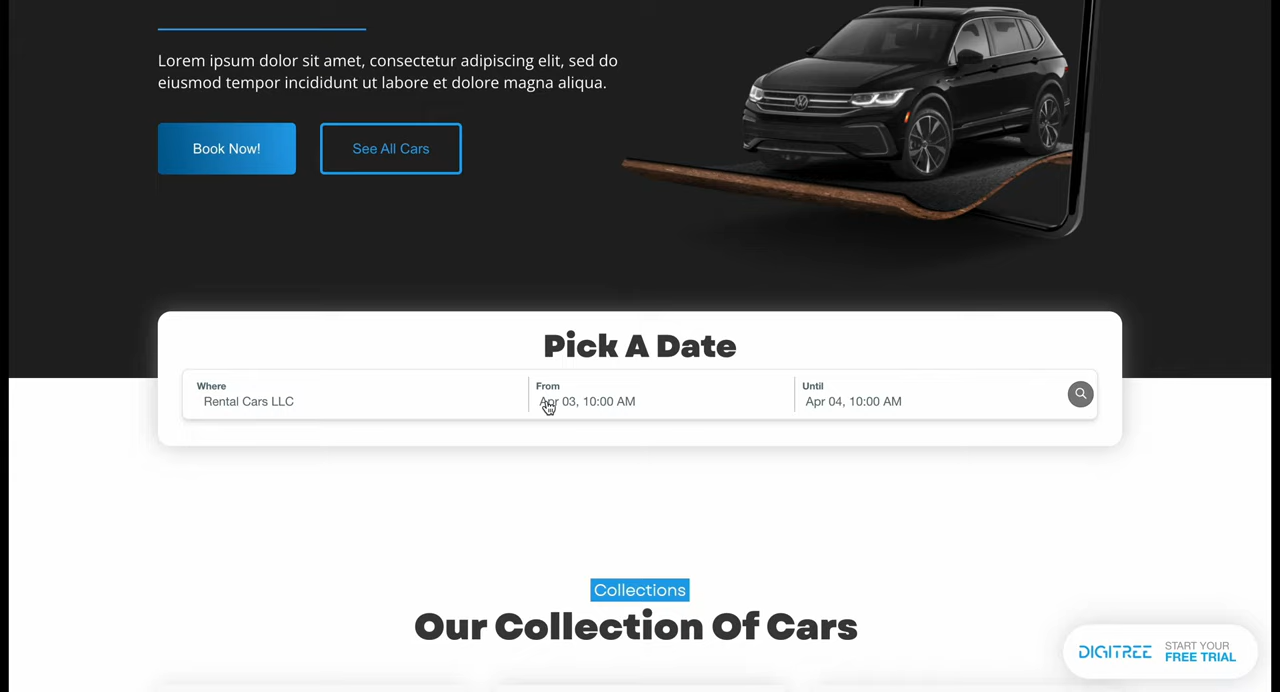 Lorem ipsum dolor sit amet, consectetur adipiscing elit, sed do
eiusmod tempor incididunt ut labore et dolore magna aliqua.
Book Now!
See All Cars
Pick A Date
Where
Rental Cars LLC
From
Apr 03, 10:00 AM
Until
Apr 04, 10:00 AM
Collections
Our Collection Of Cars
DIGITREE
START YOUR
FREE TRIAL